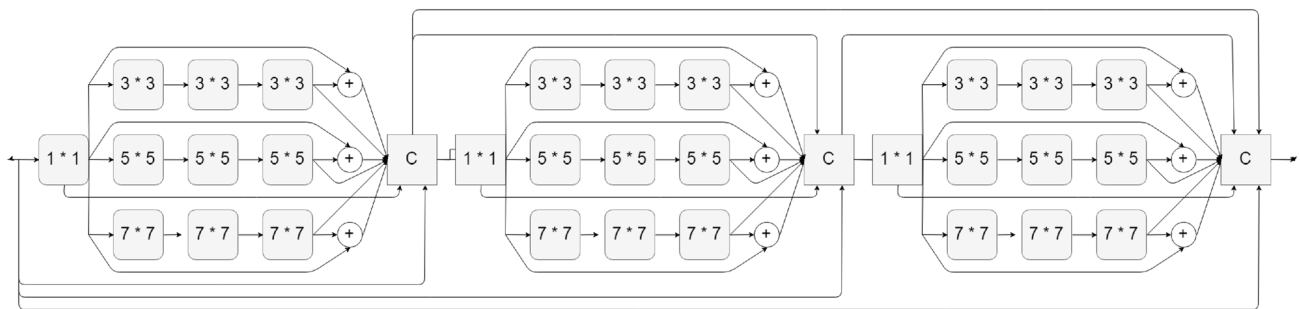 3 * 3 3 * 3 3 * 3 + 3 * 3 3 * 3 3 * 3 + 3 * 3 3 * 3 3 * 3 +
1 * 1 5 * 5 5 * 5 5 * 5 + C 1 * 1 5 * 5 5 * 5 5 * 5 + C 1 * 1 5 * 5 5 * 5 5 * 5 + C
7 * 7 7 * 7 7 * 7 + 7 * 7 7 * 7 7 * 7 + 7 * 7 7 * 7 7 * 7 +